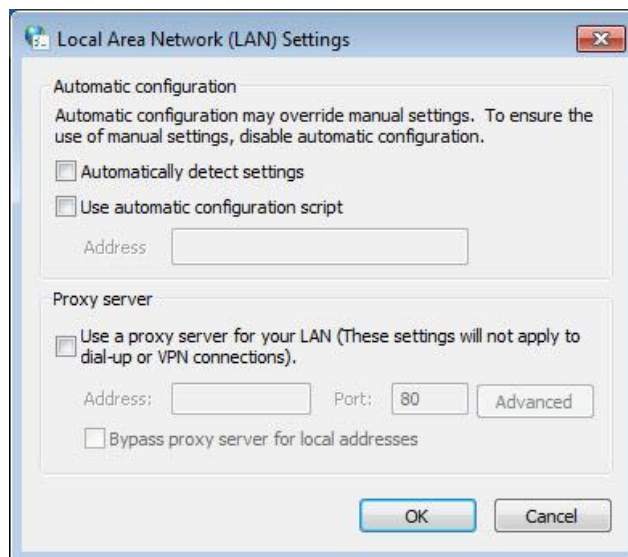 Local Area Network (LAN) Settings
Automatic configuration
Automatic configuration may override manual settings. To ensure the
use of manual settings, disable automatic configuration.
Automatically detect settings
Use automatic configuration script
Address
Proxy server
Use a proxy server for your LAN (These settings will not apply to
dial-up or VPN connections).
Address: Port: 80 Advanced
Bypass proxy server for local addresses
OK Cancel